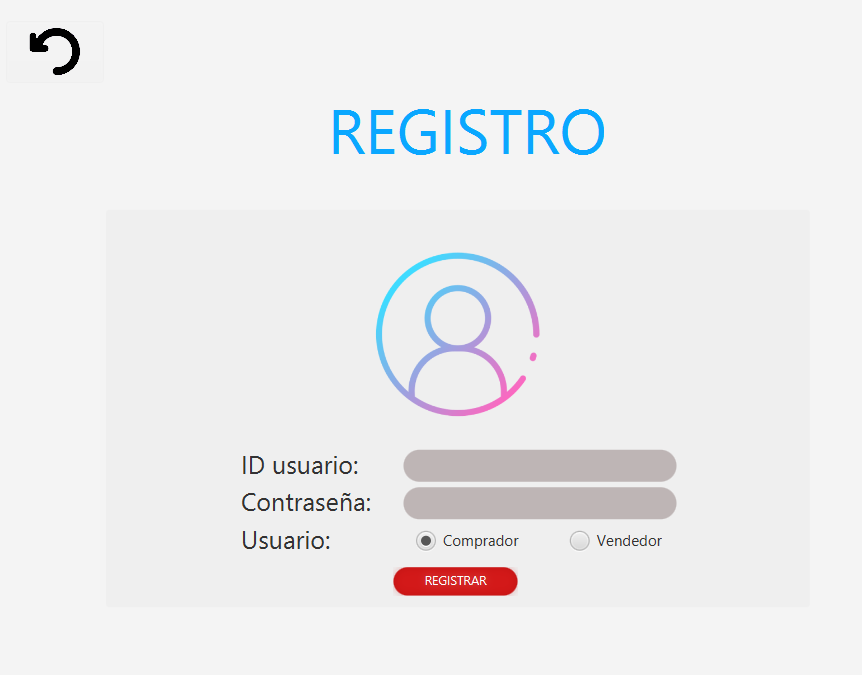 REGISTRO
ID usuario:
Contraseña:
Usuario: Comprador Vendedor
REGISTRAR